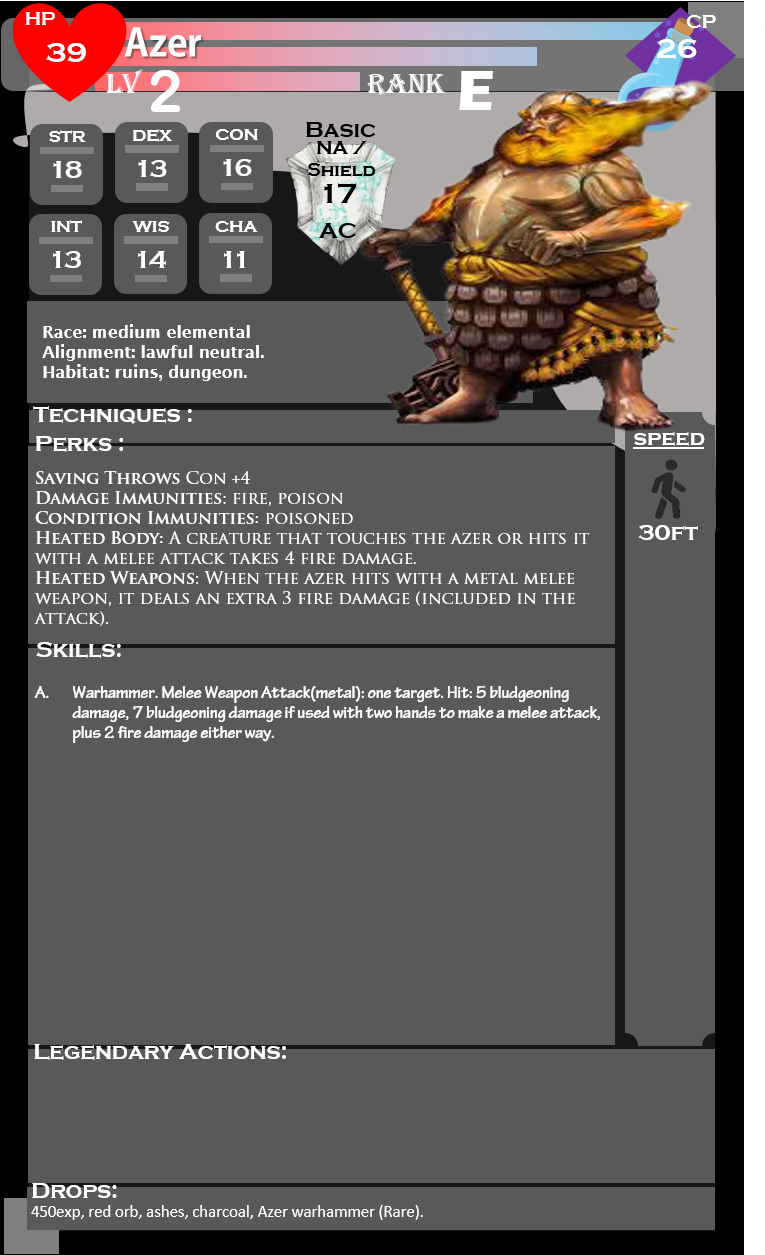 HP
39
Azer
CP
26
LV 2
RANK E
STR
18
DEX
13
CON
16
INT
13
WIS
14
CHA
11
BASIC
NA /
SHIELD
17
AC
Race: medium elemental
Alignment: lawful neutral.
Habitat: ruins, dungeon.
TECHNIQUES :
PERKS :
SAVING THROWS CON +4
DAMAGE IMMUNITIES: FIRE, POISON
CONDITION IMMUNITIES: POISONED
HEATED BODY: A CREATURE THAT TOUCHES THE AZER OR HITS IT
WITH A MELEE ATTACK TAKES 4 FIRE DAMAGE.
HEATED WEAPONS: WHEN THE AZER HITS WITH A METAL MELEE
WEAPON, IT DEALS AN EXTRA 3 FIRE DAMAGE (INCLUDED IN THE
ATTACK).
SPEED
30FT
SKILLS:
A. Warhammer. Melee Weapon Attack(metal): one target. Hit: 5 bludgeoning
damage, 7 bludgeoning damage if used with two hands to make a melee attack,
plus 2 fire damage either way.
LEGENDARY ACTIONS:
DROPS:
450exp, red orb, ashes, charcoal, Azer warhammer (Rare).